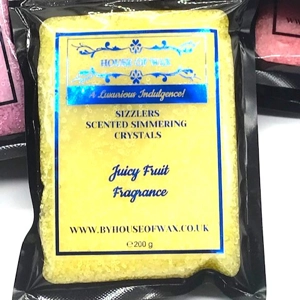 HOUSE OF WAX
A Luxurious Indulgence!
SIZZLERS
SCENTED SIMMERING
CRYSTALS
Juicy Fruit
Fragrance
WWW.BYHOUSEOFWAX.CO.UK
℮200 g